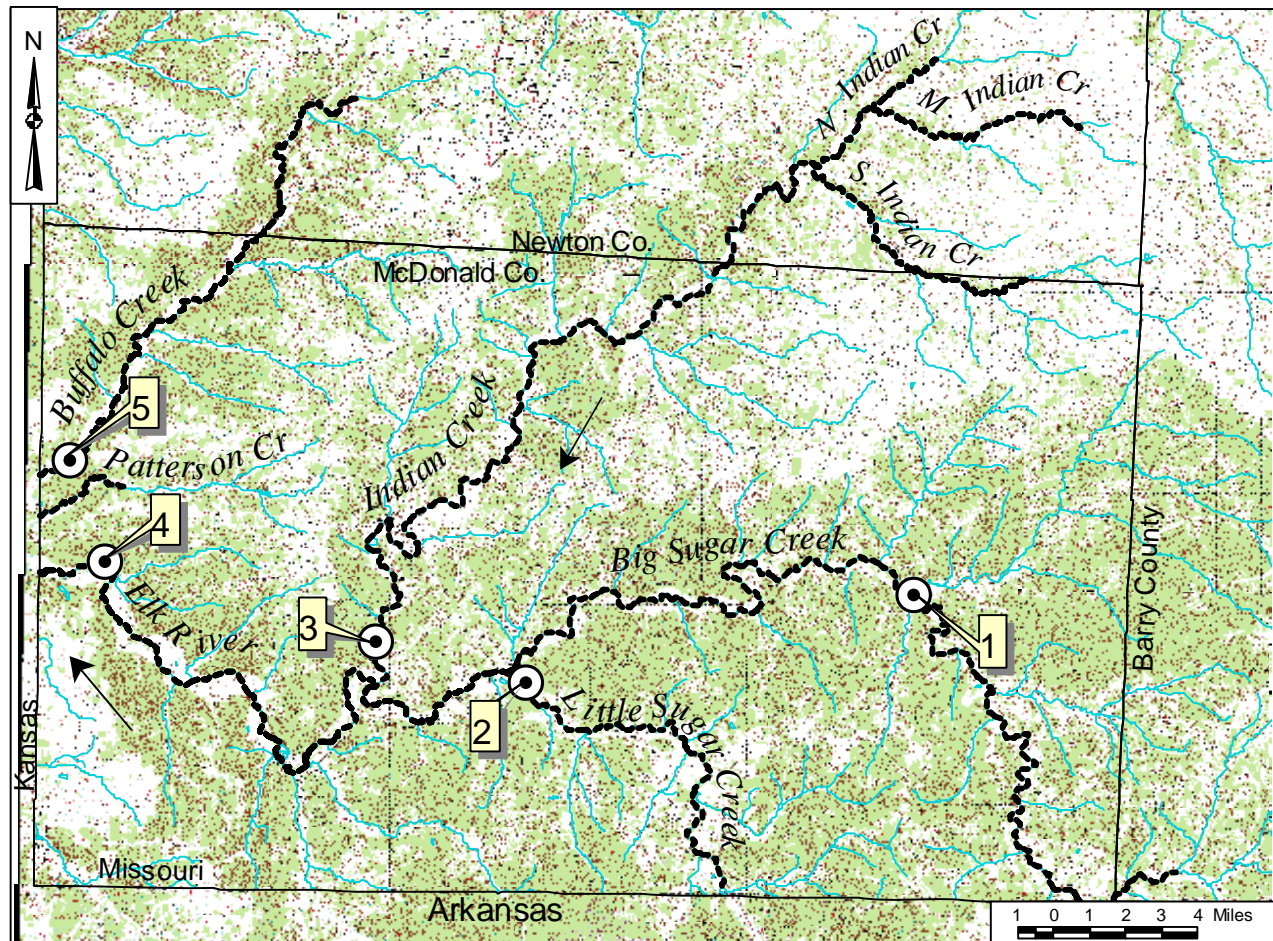 N
N Indian Cr
M. Indian Cr
S. Indian Cr
Newton Co.
McDonald Co.
Buffalo Creek
5
Patterson Cr
Indian Creek
4
Big Sugar Creek
Elk River
3
1
Barry County
2
Little Sugar Creek
Kansas
Missouri
Arkansas
1 0 1 2 3 4 Miles